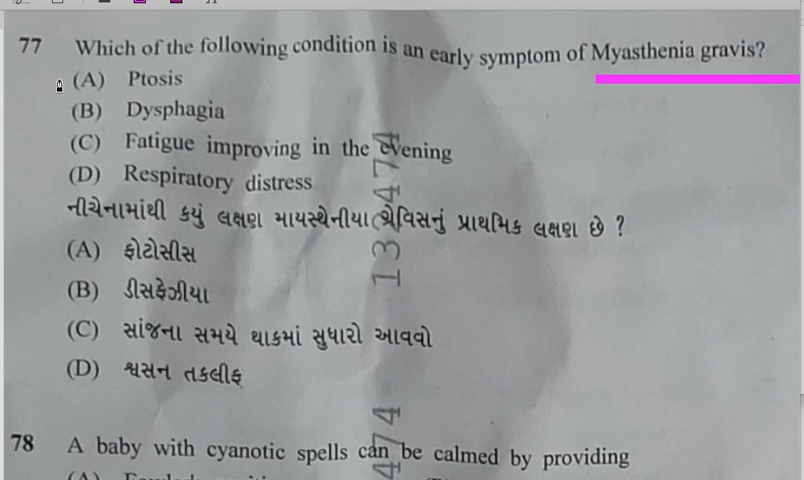 77 Which of the following condition is an early symptom of Myasthenia gravis?
(A) Ptosis
(B) Dysphagia
(C) Fatigue improving in the evening
(D) Respiratory distress
નીચેનામાંથી કયું લક્ષણ માયસ્થેનીયા ગ્રેવિસનું પ્રાથમિક લક્ષણ છે ?
(A) ફોટોસીસ
(B) ડીસફેઝીયા
(C) સાંજના સમયે થાકમાં સુધારો આવવો
(D) શ્વસન તકલીફ
78 A baby with cyanotic spells can be calmed by providing
(A)